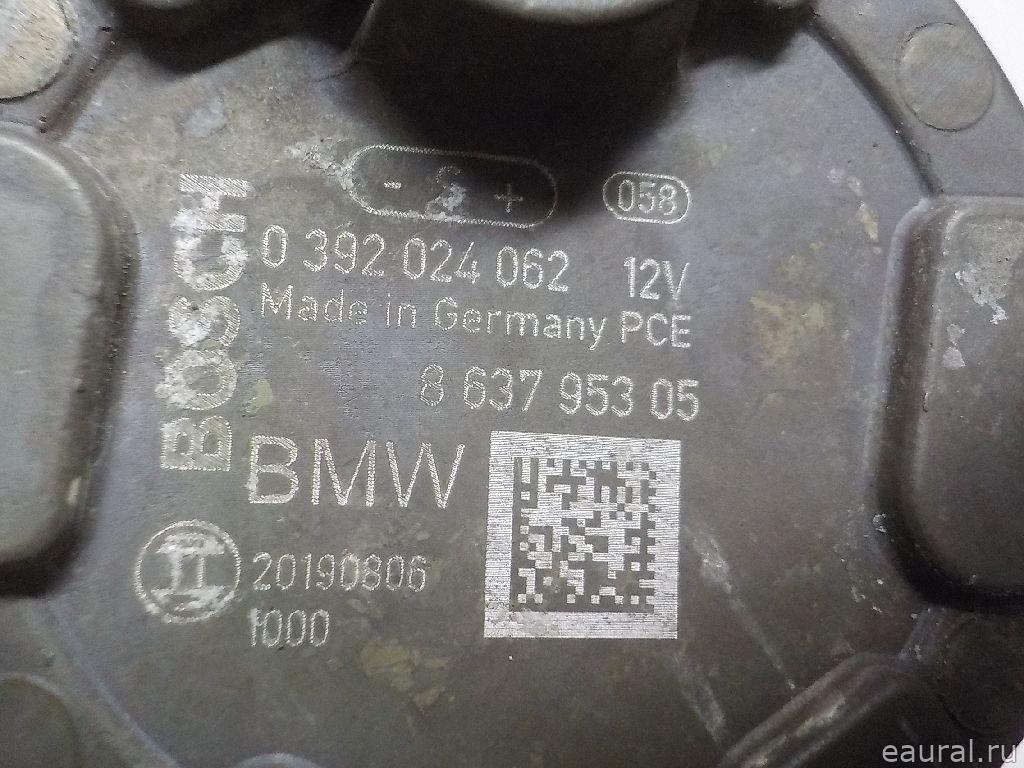 - S +
058
BOSCH
0 392 024 062 12V
Made in Germany PCE
8 637 953 05
BMW
20190806
1000
eaural.ru